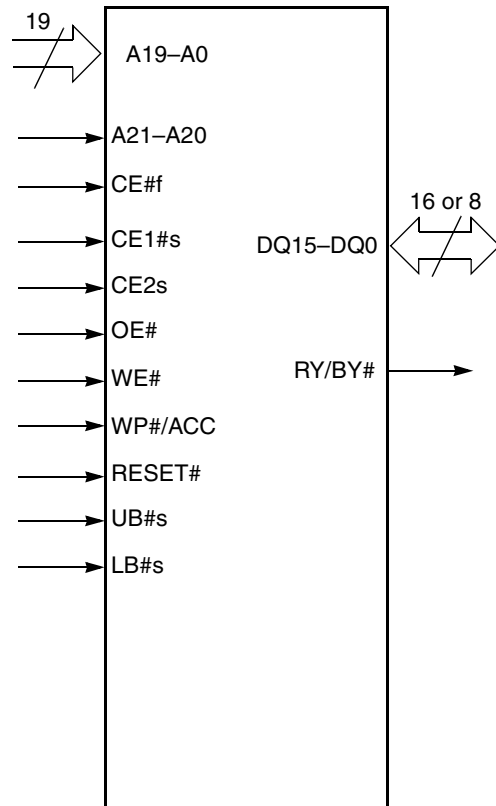 19
A19–A0
A21–A20
CE#f
16 or 8
CE1#s
DQ15–DQ0
CE2s
OE#
WE#
RY/BY#
WP#/ACC
RESET#
UB#s
LB#s